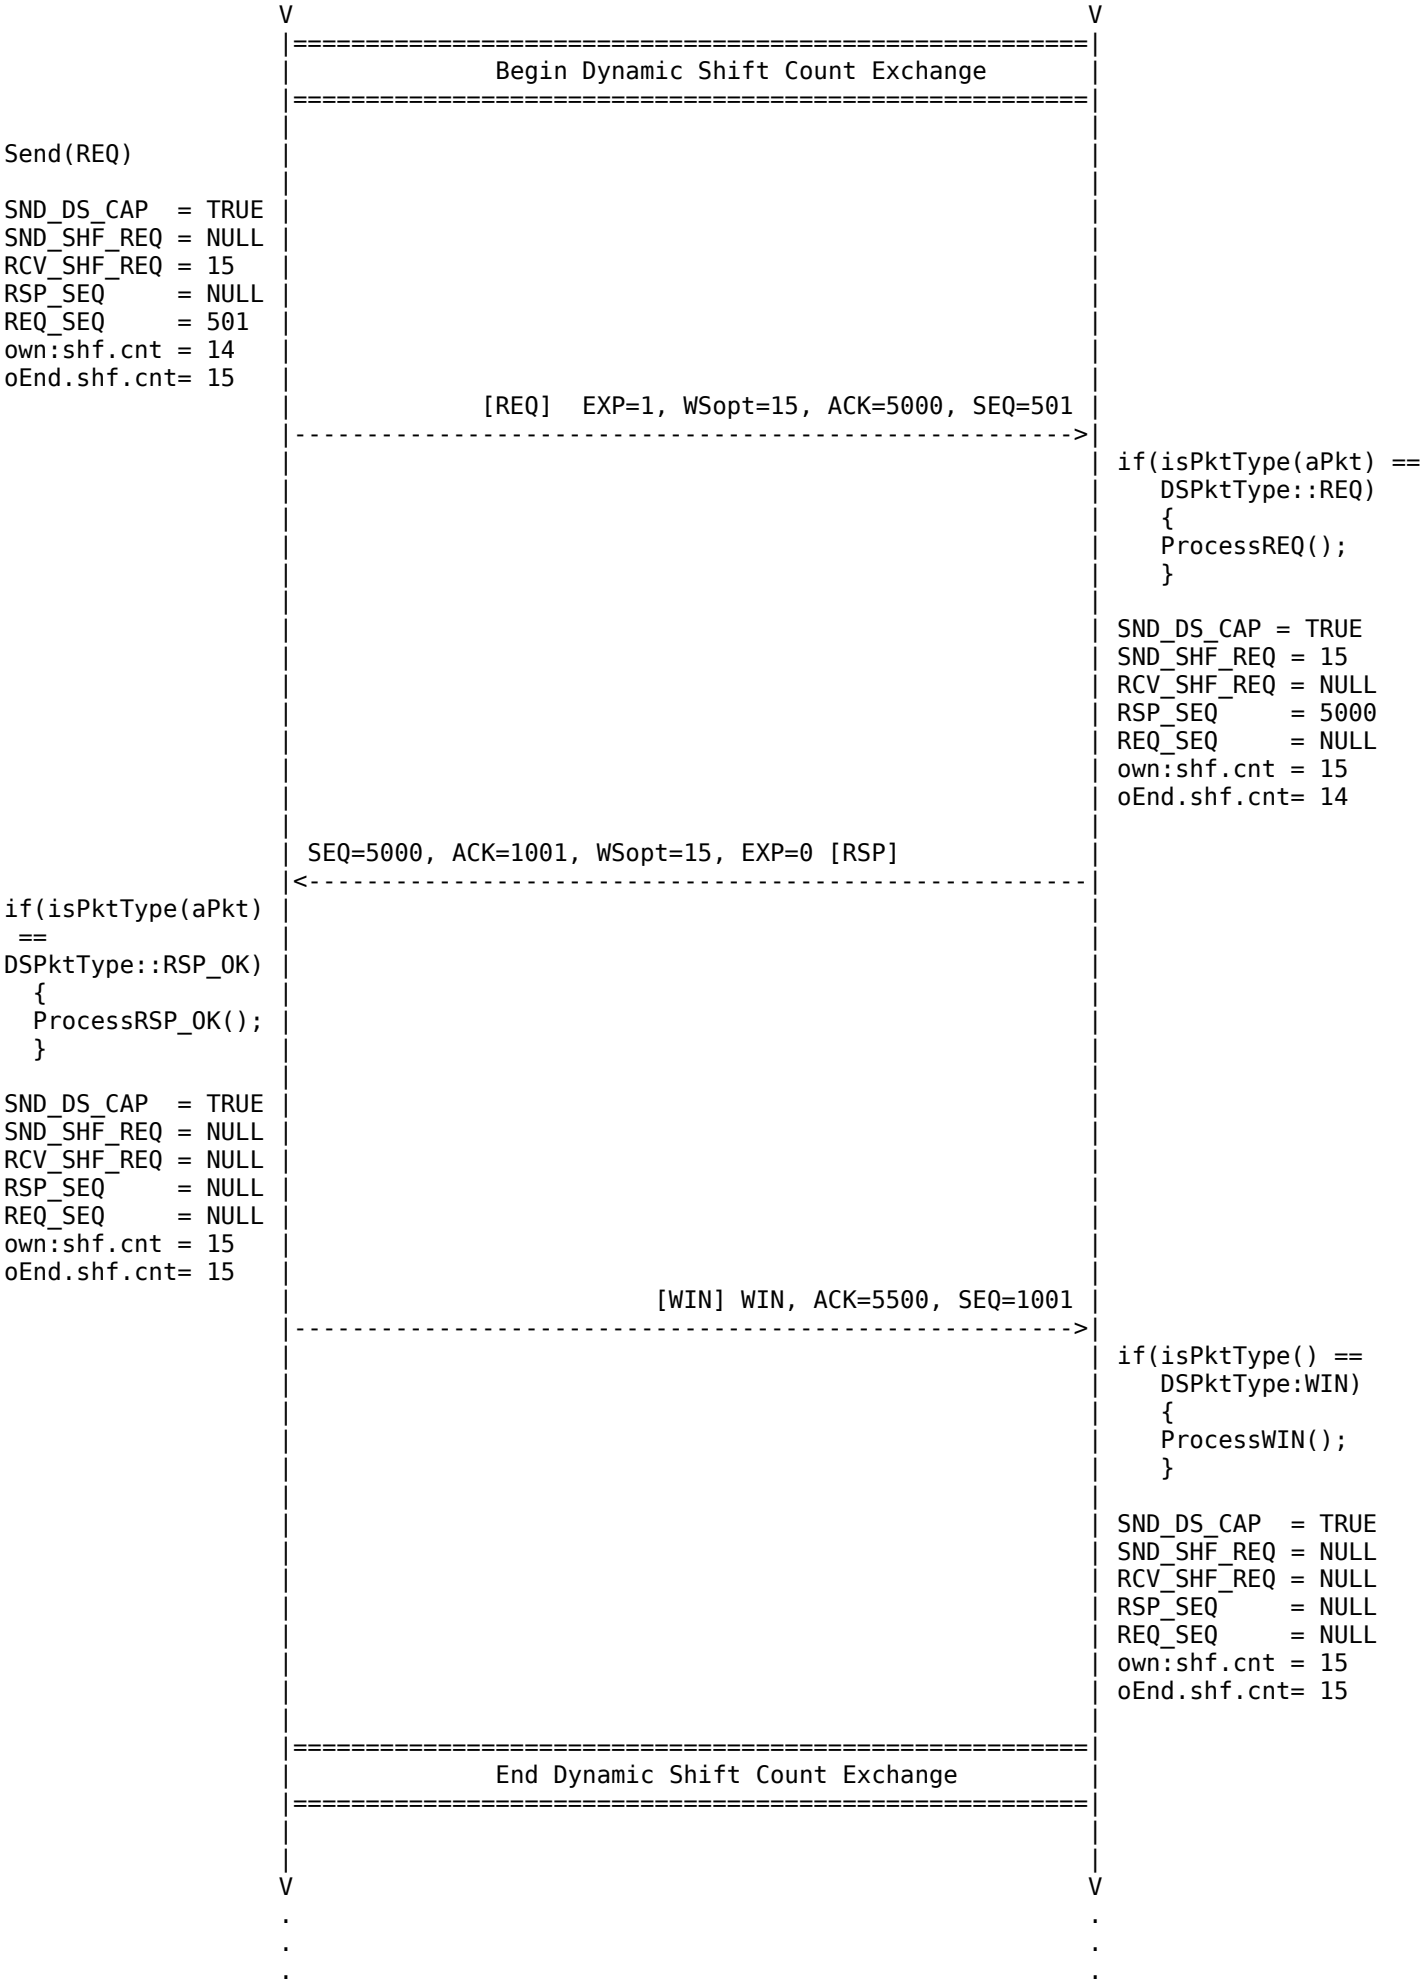 V                                                       V
|=======================================================|
|              Begin Dynamic Shift Count Exchange       |
|=======================================================|
Send(REQ)
SND_DS_CAP  = TRUE
SND_SHF_REQ = NULL
RCV_SHF_REQ = 15
RSP_SEQ     = NULL
REQ_SEQ     = 501
own:shf.cnt = 14
oEnd.shf.cnt= 15
[REQ]  EXP=1, WSopt=15, ACK=5000, SEQ=501
|------------------------------------------------------>|
if(isPktType(aPkt) ==
DSPktType::REQ)
{
ProcessREQ();
}
SND_DS_CAP = TRUE
SND_SHF_REQ = 15
RCV_SHF_REQ = NULL
RSP_SEQ     = 5000
REQ_SEQ     = NULL
own:shf.cnt = 15
oEnd.shf.cnt= 14
SEQ=5000, ACK=1001, WSopt=15, EXP=0 [RSP]
|<------------------------------------------------------|
if(isPktType(aPkt)
==
DSPktType::RSP_OK)
{
ProcessRSP_OK();
}
SND_DS_CAP  = TRUE
SND_SHF_REQ = NULL
RCV_SHF_REQ = NULL
RSP_SEQ     = NULL
REQ_SEQ     = NULL
own:shf.cnt = 15
oEnd.shf.cnt= 15
[WIN] WIN, ACK=5500, SEQ=1001
|------------------------------------------------------>|
if(isPktType() ==
DSPktType:WIN)
{
ProcessWIN();
}
SND_DS_CAP  = TRUE
SND_SHF_REQ = NULL
RCV_SHF_REQ = NULL
RSP_SEQ     = NULL
REQ_SEQ     = NULL
own:shf.cnt = 15
oEnd.shf.cnt= 15
|=======================================================|
|              End Dynamic Shift Count Exchange         |
|=======================================================|
V                                                       V
.                                                       .
.                                                       .
.                                                       .